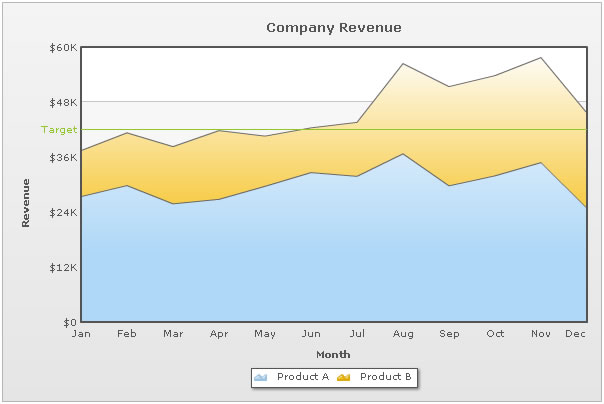 Company Revenue
$60K
$48K
Target
$36K
$24K
$12K
$0
Revenue
Jan Feb Mar Apr May Jun Jul Aug Sep Oct Nov Dec
Month
Product A Product B